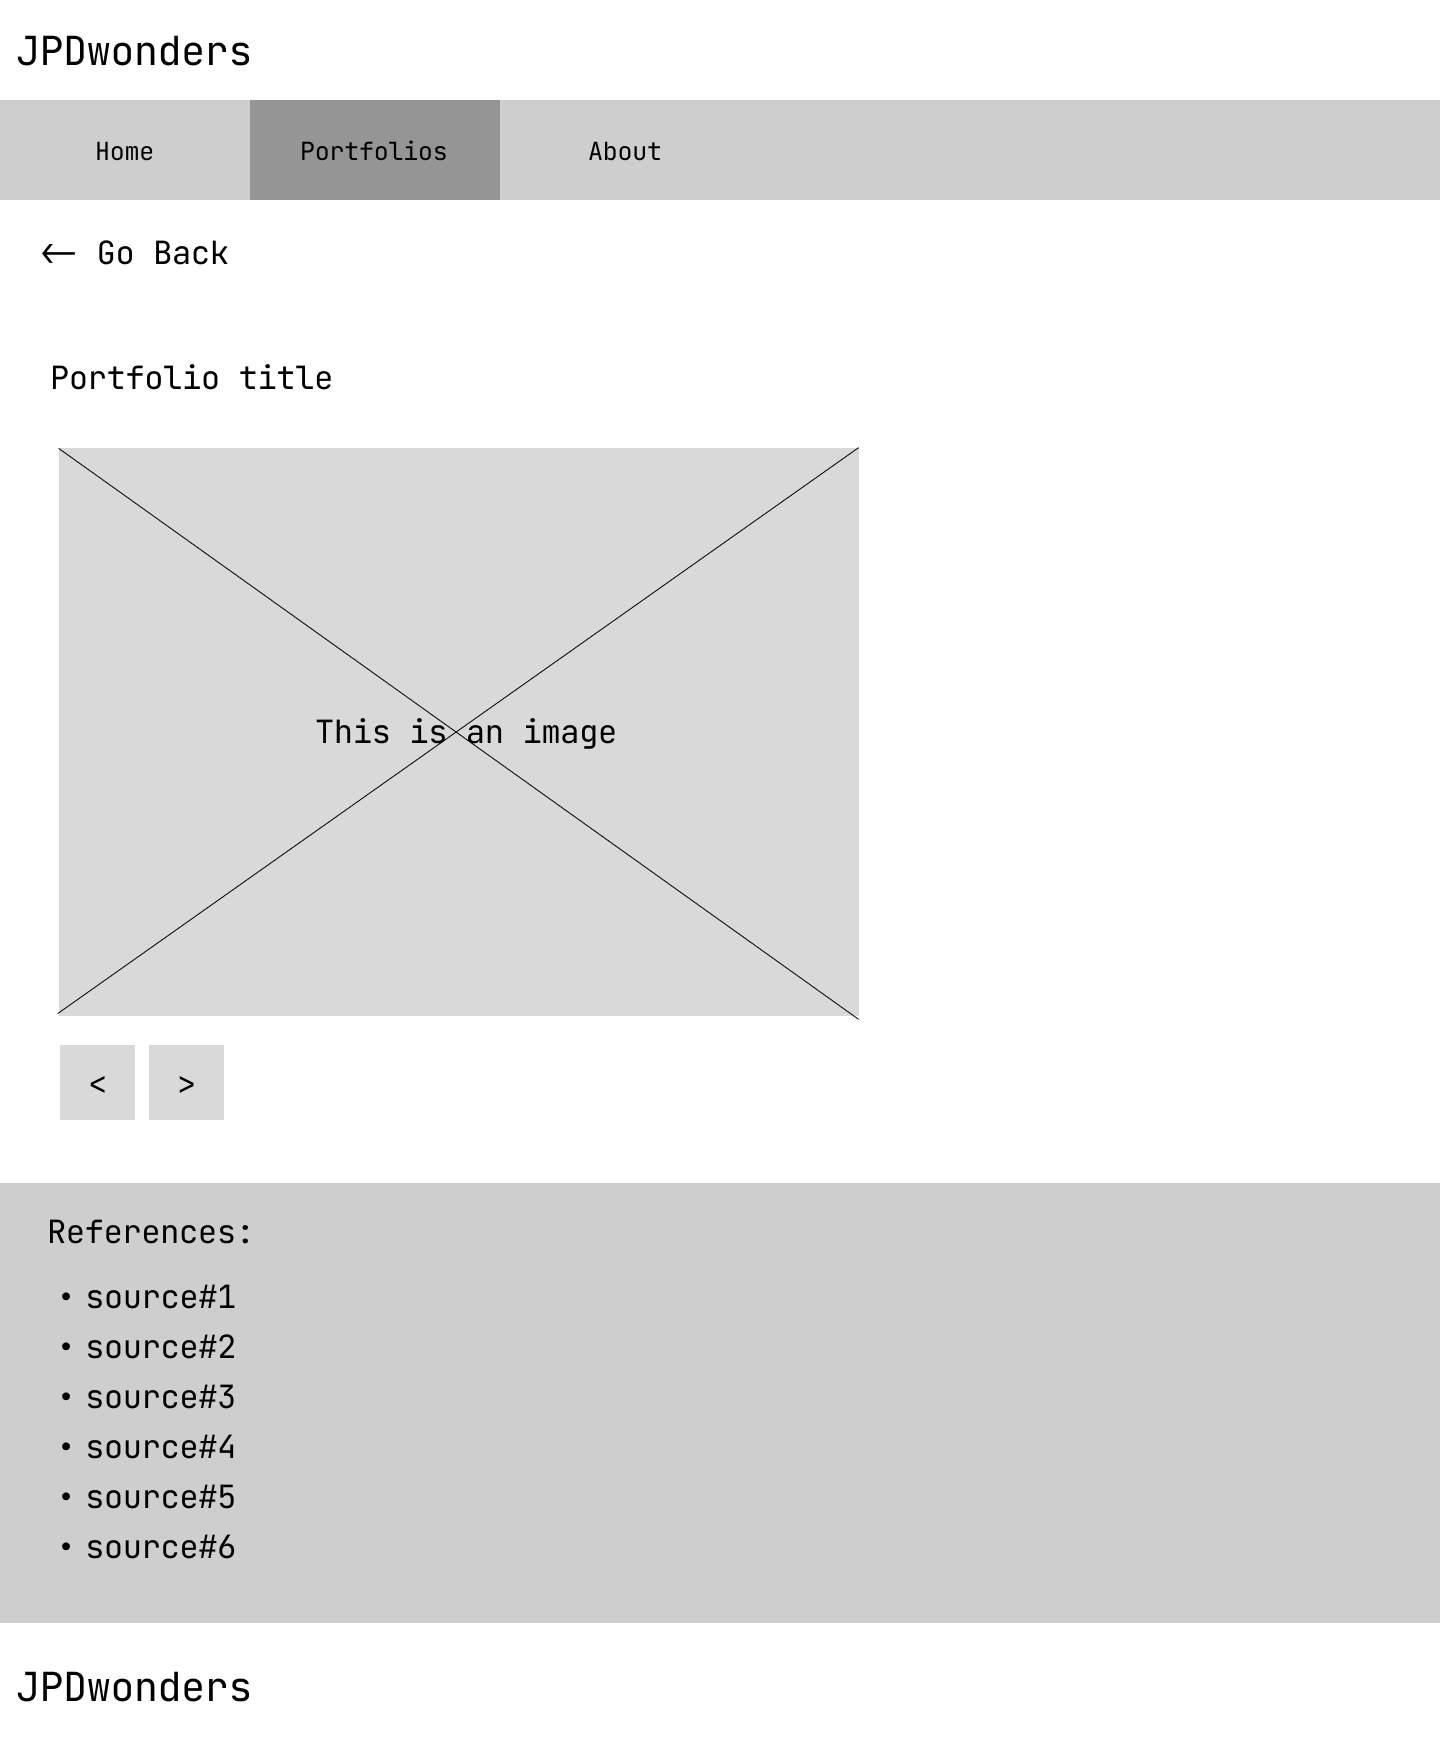 JPDwonders
Home Portfolios About
← Go Back
Portfolio title
This is an image
< >
References:
• source#1
• source#2
• source#3
• source#4
• source#5
• source#6
JPDwonders